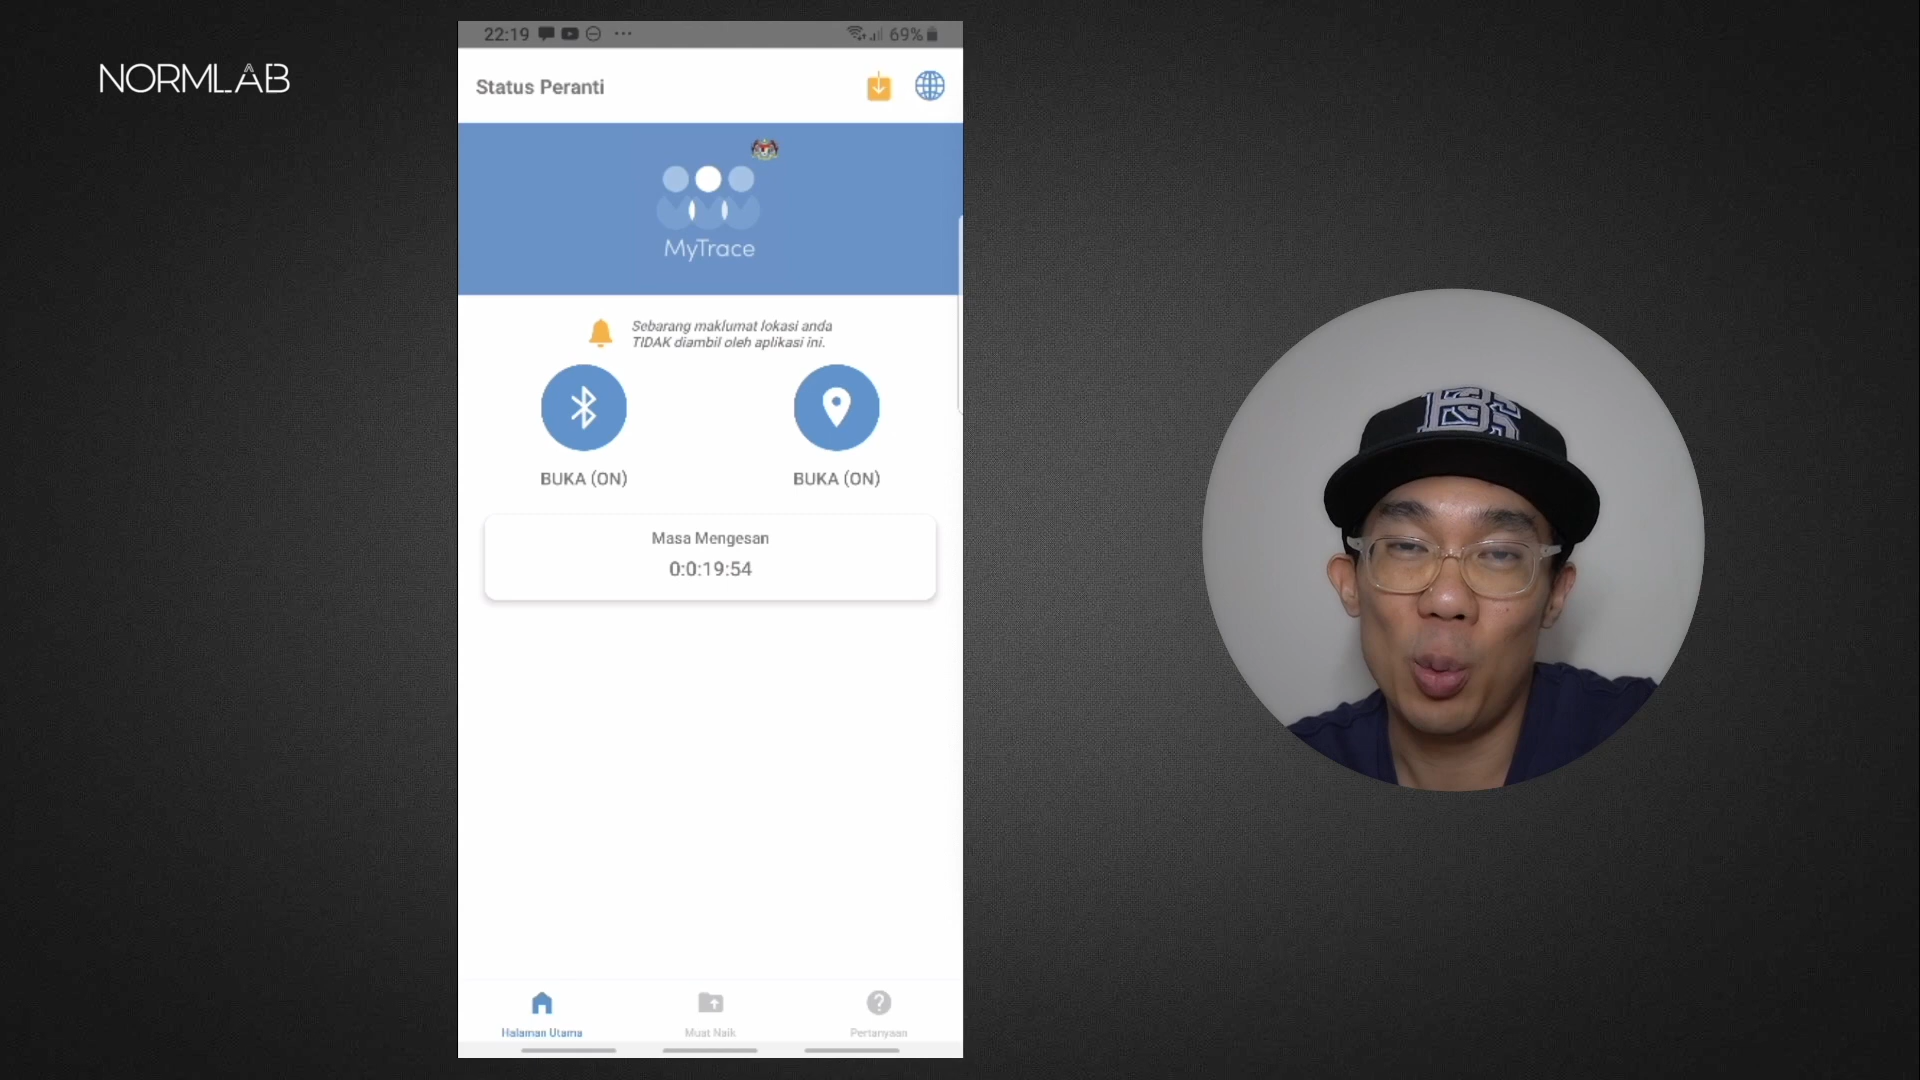 NORMLAB
22:19
69%
Status Peranti
MyTrace
Sebarang maklumat lokasi anda
TIDAK diambil oleh aplikasi ini.
BUKA (ON)
BUKA (ON)
Masa Mengesan
0:0:19:54
Halaman Utama
Muat Naik
Pertanyaan